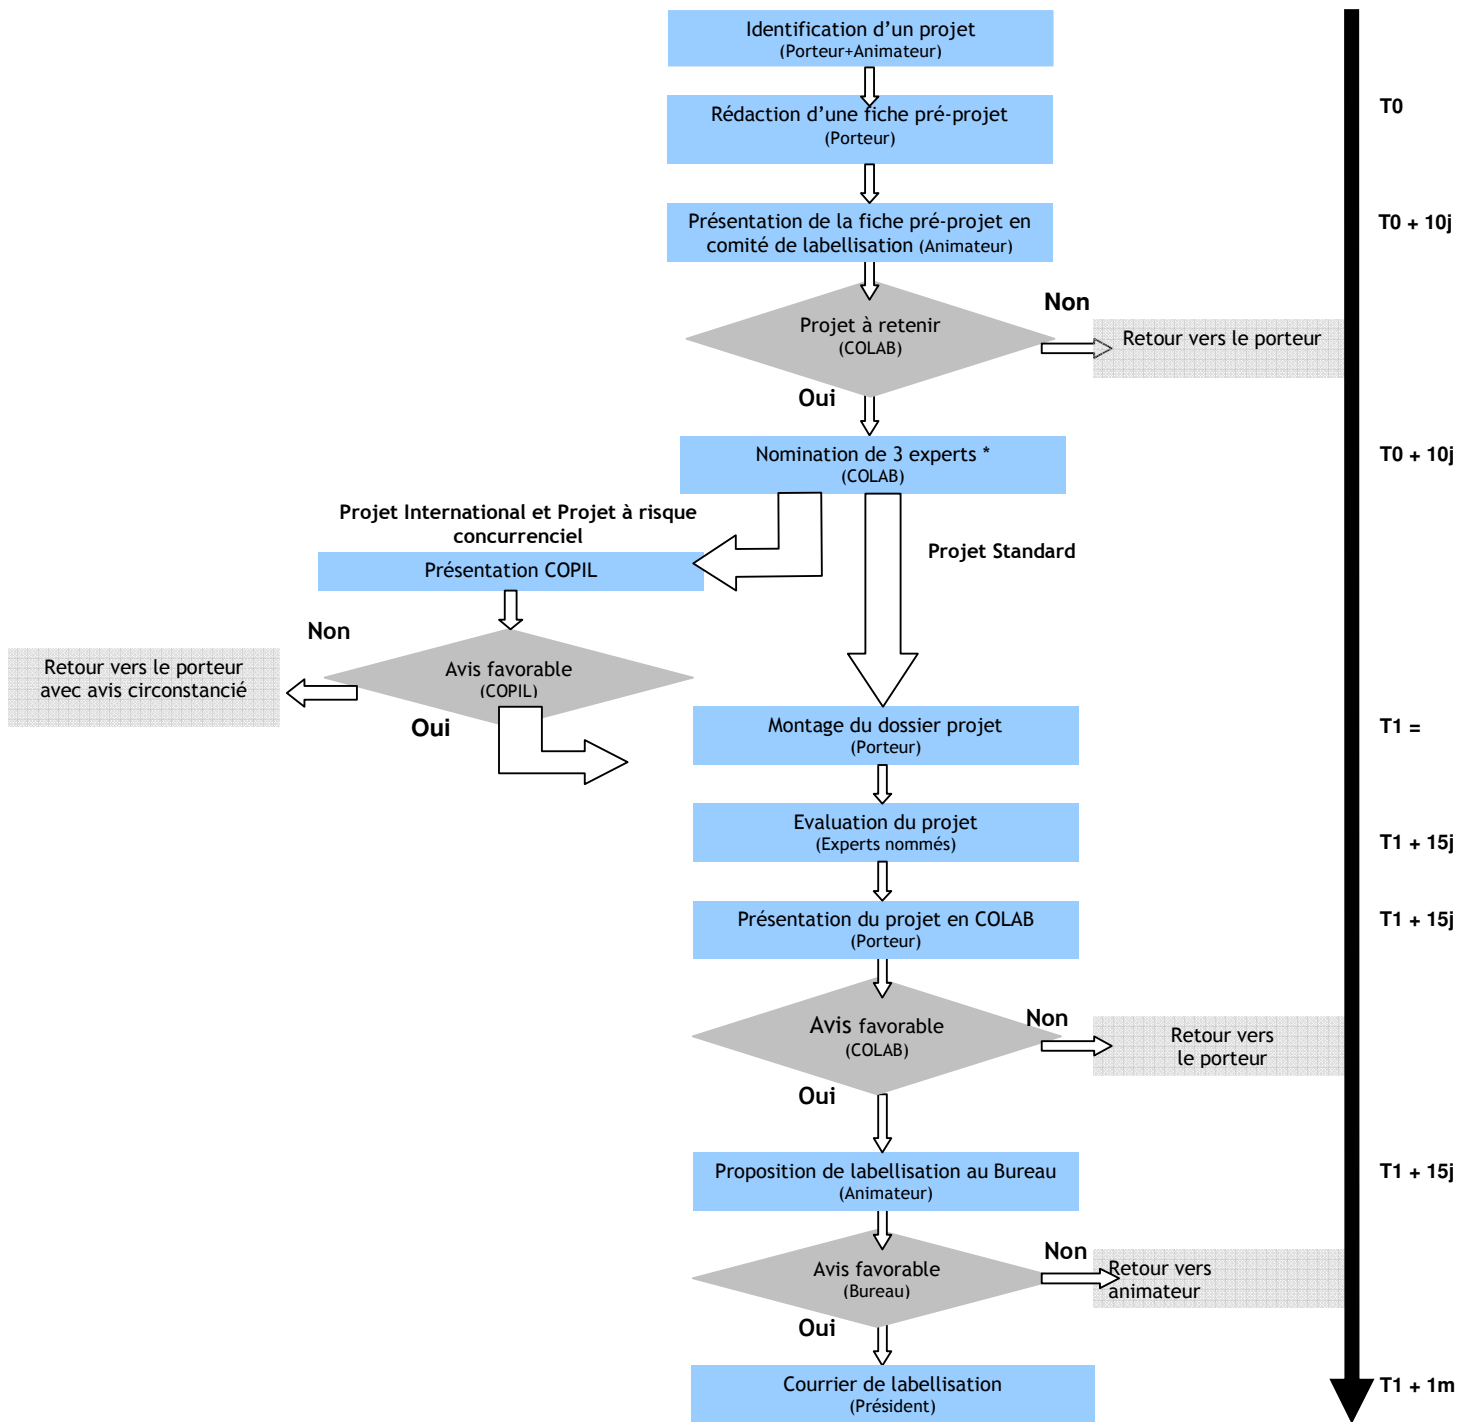 Identification d’un projet
(Porteur+Animateur)
Rédaction d’une fiche pré-projet
(Porteur)
T0
Présentation de la fiche pré-projet en
comité de labellisation (Animateur)
T0 + 10j
Projet à retenir
(COLAB)
Non
Retour vers le porteur
Oui
Nomination de 3 experts *
(COLAB)
T0 + 10j
Projet International et Projet à risque
concurrenciel
Projet Standard
Présentation COPIL
Non
Avis favorable
(COPIL)
Retour vers le porteur
avec avis circonstancié
Oui
Montage du dossier projet
(Porteur)
T1 =
Evaluation du projet
(Experts nommés)
T1 + 15j
Présentation du projet en COLAB
(Porteur)
T1 + 15j
Avis favorable
(COLAB)
Non
Retour vers
le porteur
Oui
Proposition de labellisation au Bureau
(Animateur)
T1 + 15j
Avis favorable
(Bureau)
Non
Retour vers
animateur
Oui
Courrier de labellisation
(Président)
T1 + 1m